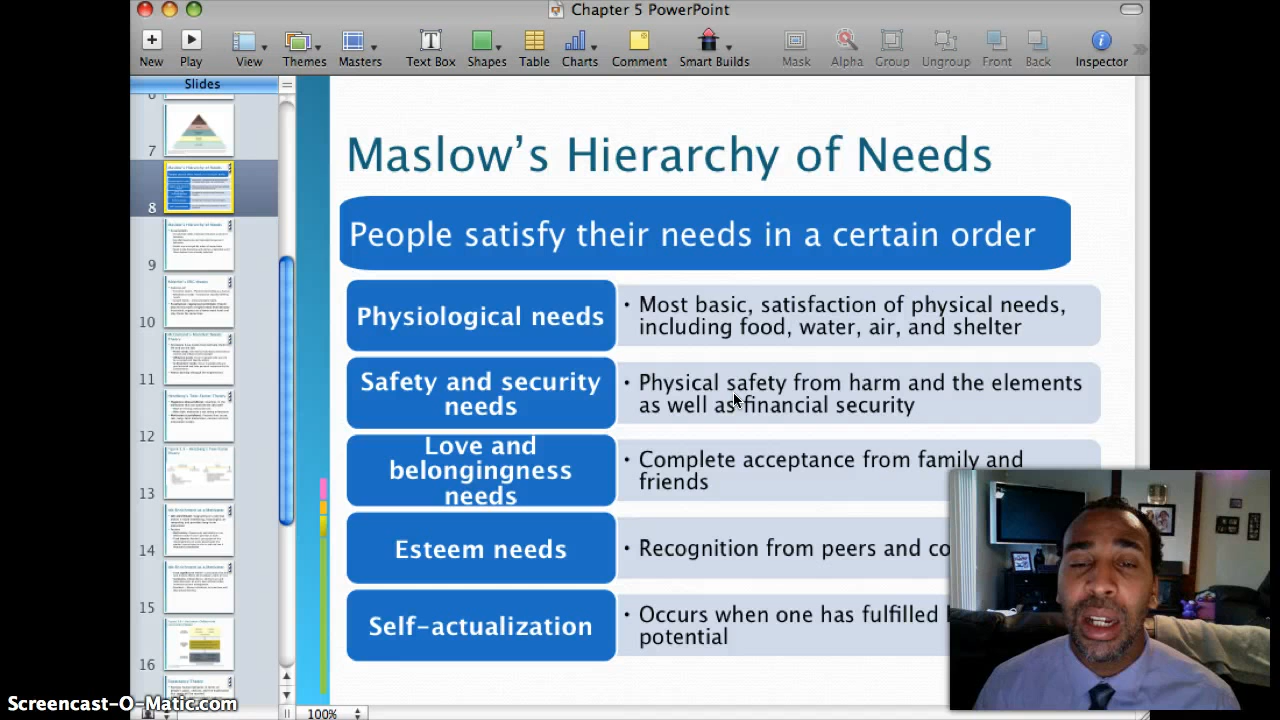 Chapter 5 PowerPoint
New Play View Themes Masters Text Box Shapes Table Charts Comment Smart Builds Mask Alpha Group Ungroup Front Back Inspector
Slides
6
7
8
9
10
11
12
13
14
15
16
Maslow's Hierarchy of Needs
People satify their needs in a certain order
Physiological needs
• Most basic, satisfaction of physical needs,
including food, water, air, and shelter
Safety and security
needs
• Physical safety from harm and the elements
as well as financial security
Love and
belongingness
needs
• Complete acceptance from family and
friends
Esteem needs
• Recognition from peers and co
Self-actualization
• Occurs when one has fulfilled
potential
100%
Screencast-O-Matic.com